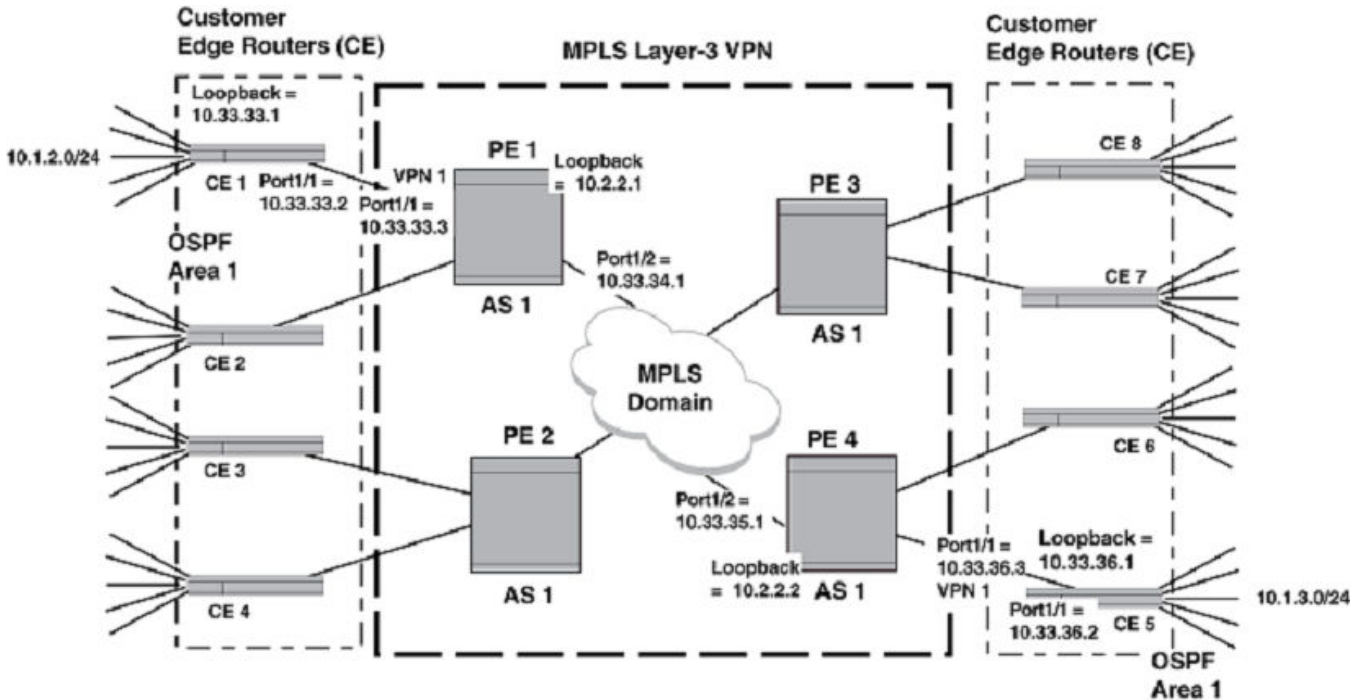 Customer
Edge Routers (CE)
MPLS Layer-3 VPN
Customer
Edge Routers (CE)
Loopback =
10.33.33.1
10.1.2.0/24
CE 1
Port1/1 =
10.33.33.2
VPN 1
Port1/1 =
10.33.33.3
PE 1
Loopback
= 10.2.2.1
AS 1
Port1/2 =
10.33.34.1
OSPF
Area 1
CE 2
CE 3
CE 4
PE 2
AS 1
MPLS
Domain
PE 3
AS 1
CE 8
CE 7
CE 6
PE 4
AS 1
Port1/2 =
10.33.35.1
Loopback
= 10.2.2.2
Port1/1 =
10.33.36.3
VPN 1
Loopback =
10.33.36.1
Port1/1 =
10.33.36.2
CE 5
10.1.3.0/24
OSPF
Area 1